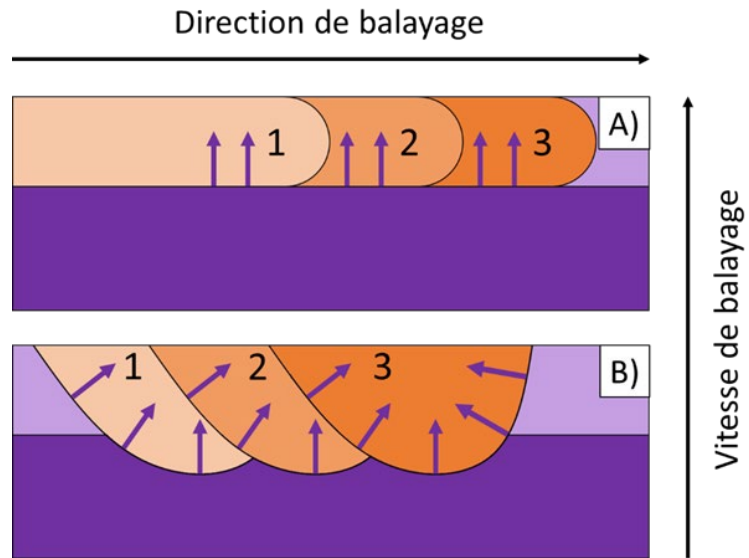 Direction de balayage
A)
1 2 3
B)
1 2 3
Vitesse de balayage